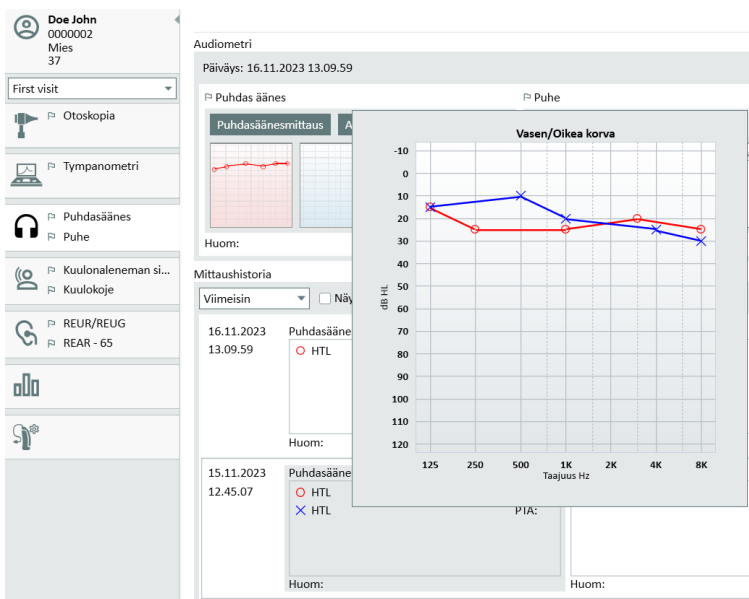 Doe John
0000002
Mies
37
First visit
Otoskopia
Tympanometri
Puhdasäänes
Puhe
Kuulonaleneman si...
Kuulokoje
REUR/REUG
REAR - 65
Audiometri
Päiväys: 16.11.2023 13.09.59
Puhdas äänes
Puhe
Puhdasäänesmittaus
A
Huom:
Mittaushistoria
Viimeisin
Näy
16.11.2023
13.09.59
Puhdasääne
HTL
Huom:
15.11.2023
12.45.07
Puhdasääne
HTL
HTL
PTA:
Huom:
Huom:
Vasen/Oikea korva
-10
0
10
20
30
40
50
60
70
80
90
100
110
120
dB HL
125 250 500 1K 2K 4K 8K
Taajuus Hz